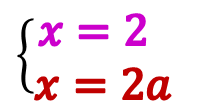 x = 2
x = 2a